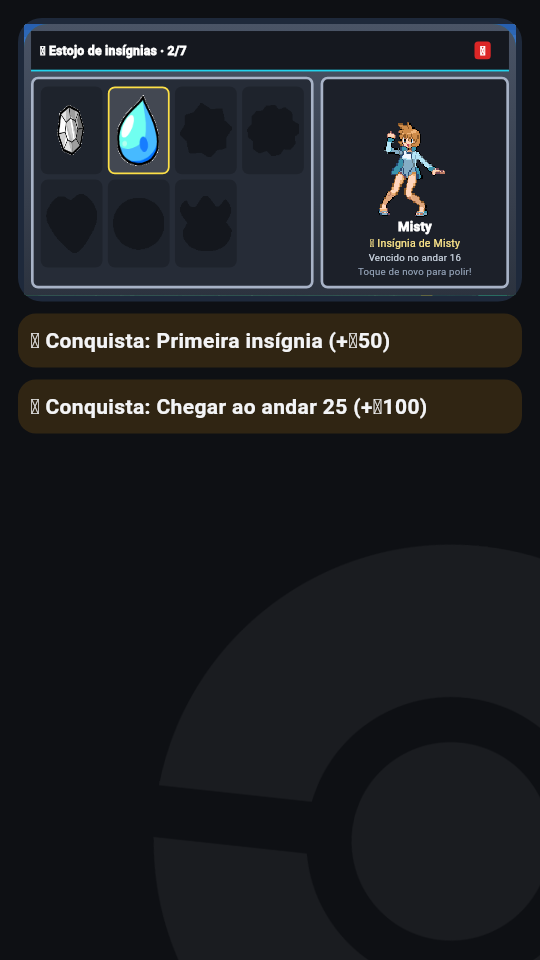 Estojo de insígnias · 2/7
Misty
Insígnia de Misty
Vencido no andar 16
Toque de novo para polir!
Conquista: Primeira insígnia (+50)
Conquista: Chegar ao andar 25 (+100)